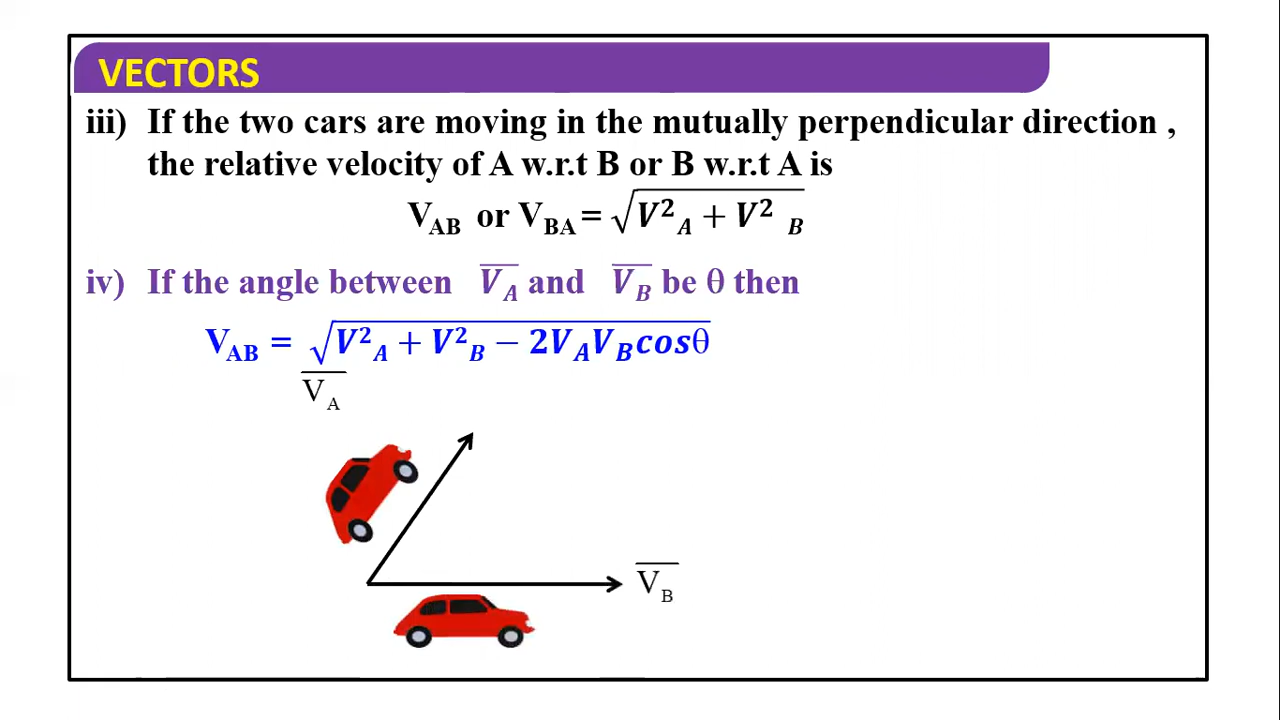 VECTORS
iii) If the two cars are moving in the mutually perpendicular direction ,
the relative velocity of A w.r.t B or B w.r.t A is
V_AB or V_BA = √(V²_A + V²_B)
iv) If the angle between V̅_A and V̅_B be θ then
V_AB = √(V²_A + V²_B − 2V_AV_Bcosθ)
V̅_A
V̅_B